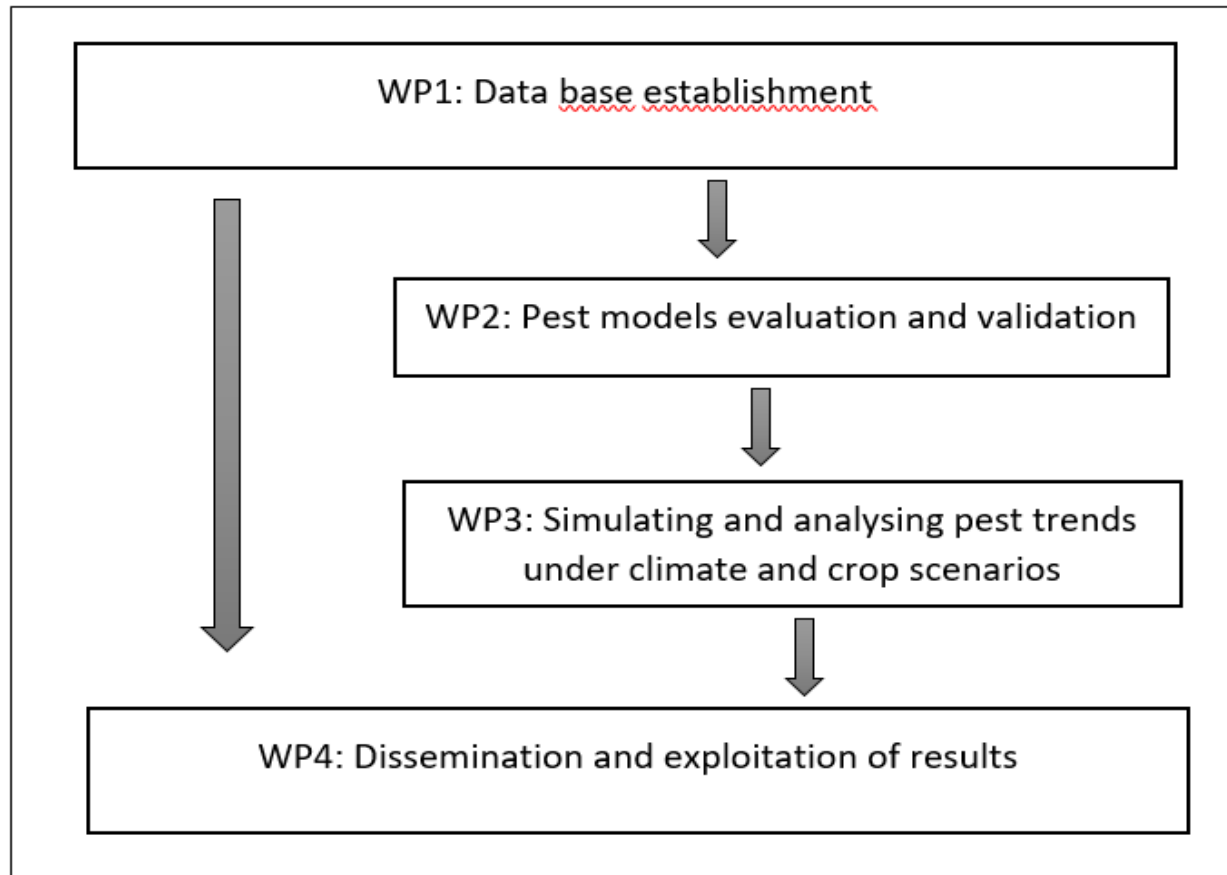 WP1: Data base establishment
WP2: Pest models evaluation and validation
WP3: Simulating and analysing pest trends
under climate and crop scenarios
WP4: Dissemination and exploitation of results